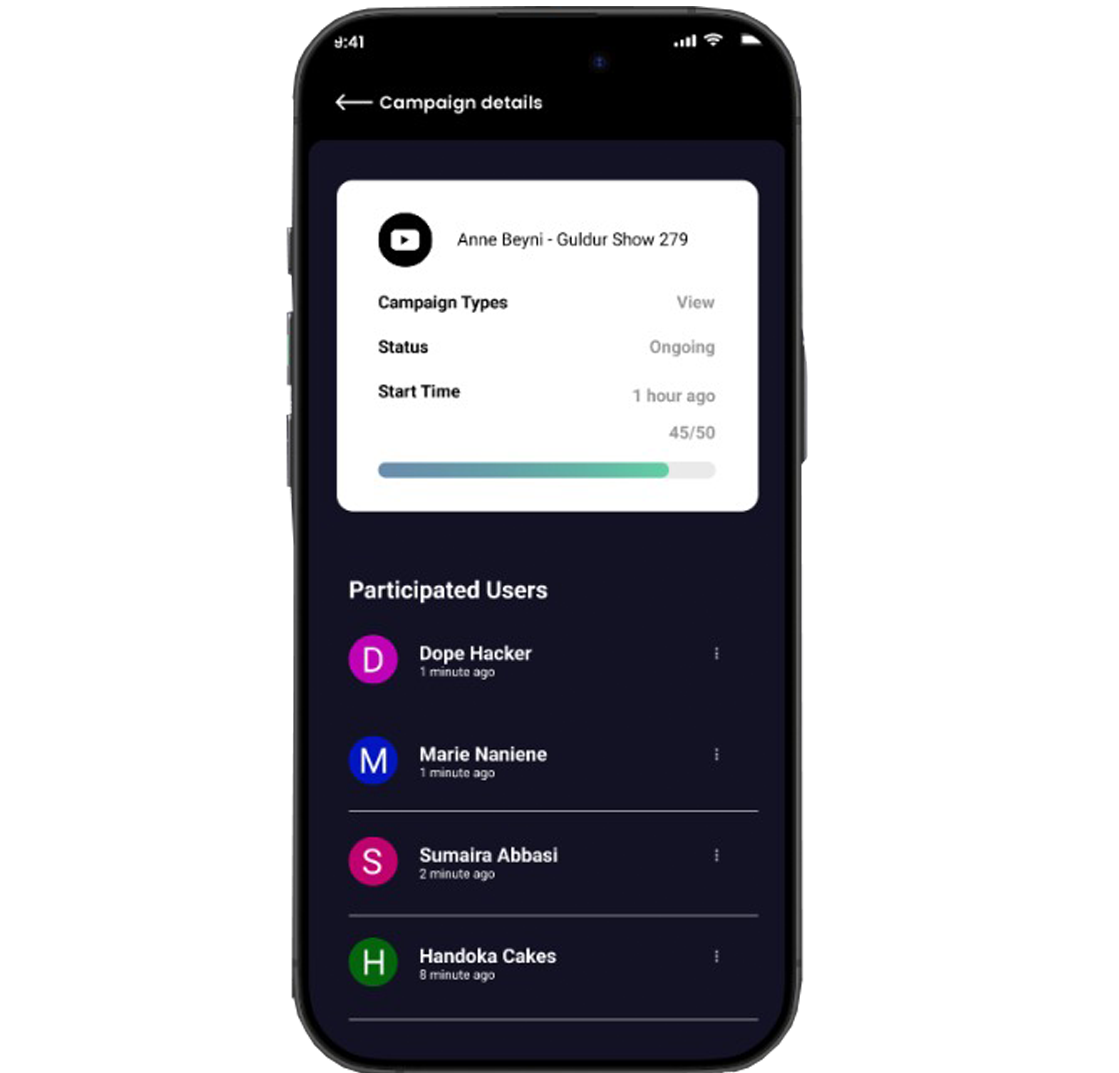 9:41
Campaign details
Anne Beyni - Guldur Show 279
Campaign Types View
Status Ongoing
Start Time 1 hour ago
45/50
Participated Users
D Dope Hacker
1 minute ago
M Marie Naniene
1 minute ago
S Sumaira Abbasi
2 minute ago
H Handoka Cakes
8 minute ago